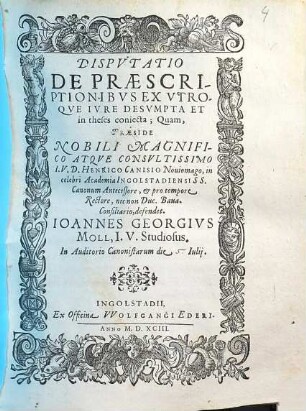 4
DISPVTATIO
DE PRÆSCRI-
PTIONIBVS EX VTRO-
QVE IVRE DESVMPTA ET
in theses coniecta; Quam,
PRÆSIDE
NOBILI MAGNIFI-
CO ATQVE CONSVLTISSIMO
I.V.D. HENRICO CANISIO Nouiomago, in
celebri Academia INGOLSTADIENSI SS.
Canonum Antecessore, & pro tempore
Rectore, nec non Duc. Baua.
Consiliario, defendet.
IOANNES GEORGIVS
MOLL, I. V. Studiosus.
In Auditorio Canonistarum die Iulij.
INGOLSTADII,
Ex Officina VVOLFGANGI EDERI.
ANNO M. D. XCIII.